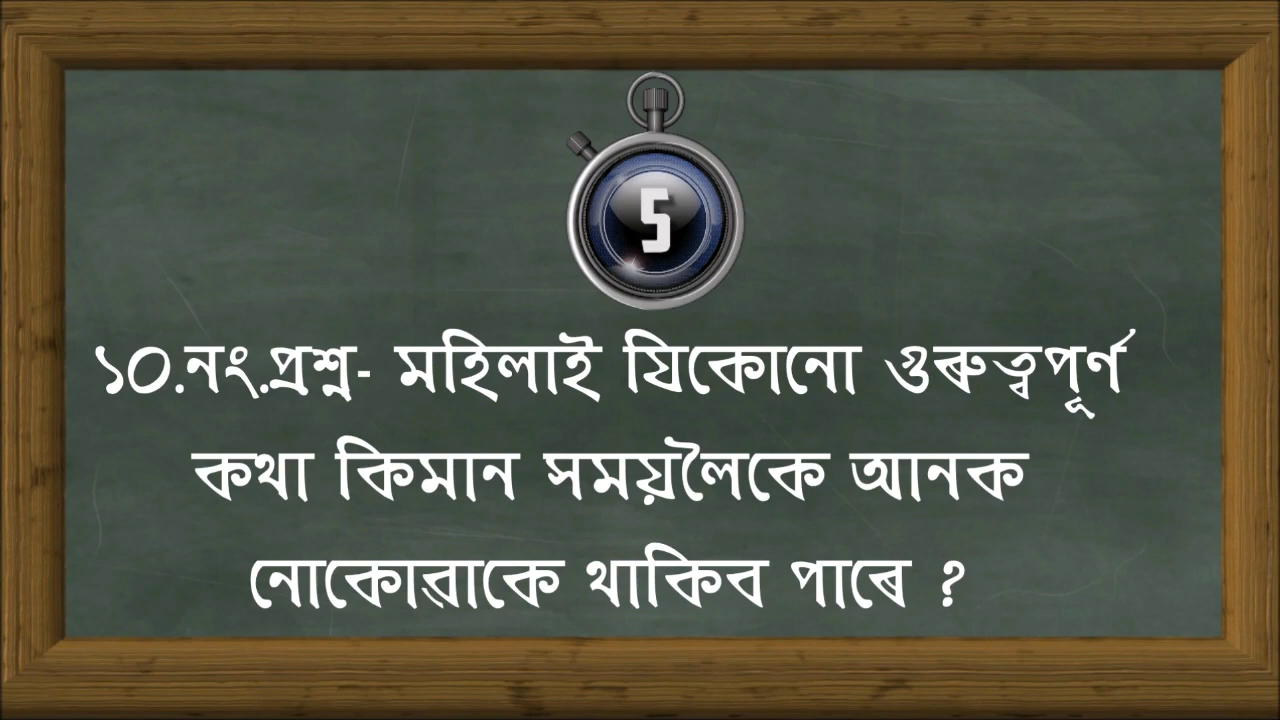 5
১০.নং.প্ৰশ্ন- মহিলাই যিকোনো গুৰুত্বপূৰ্ণ
কথা কিমান সময়লৈকে আনক
নোকোৱাকে থাকিব পাৰে ?